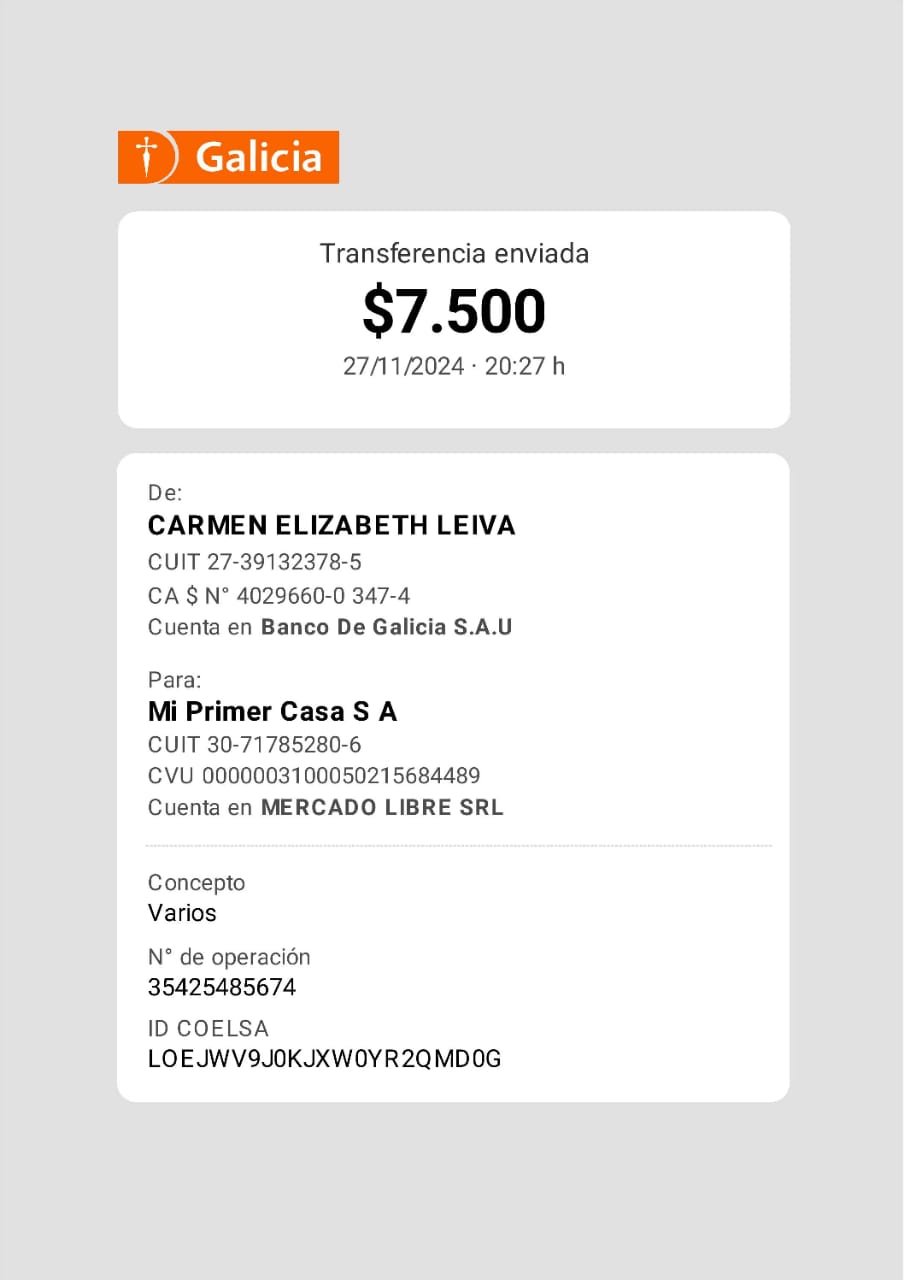 Galicia
Transferencia enviada
$7.500
27/11/2024 · 20:27 h
De:
CARMEN ELIZABETH LEIVA
CUIT 27-39132378-5
CA $ N° 4029660-0 347-4
Cuenta en Banco De Galicia S.A.U
Para:
Mi Primer Casa S A
CUIT 30-71785280-6
CVU 0000003100050215684489
Cuenta en MERCADO LIBRE SRL
Concepto
Varios
N° de operación
35425485674
ID COELSA
LOEJWV9J0KJXW0YR2QMD0G